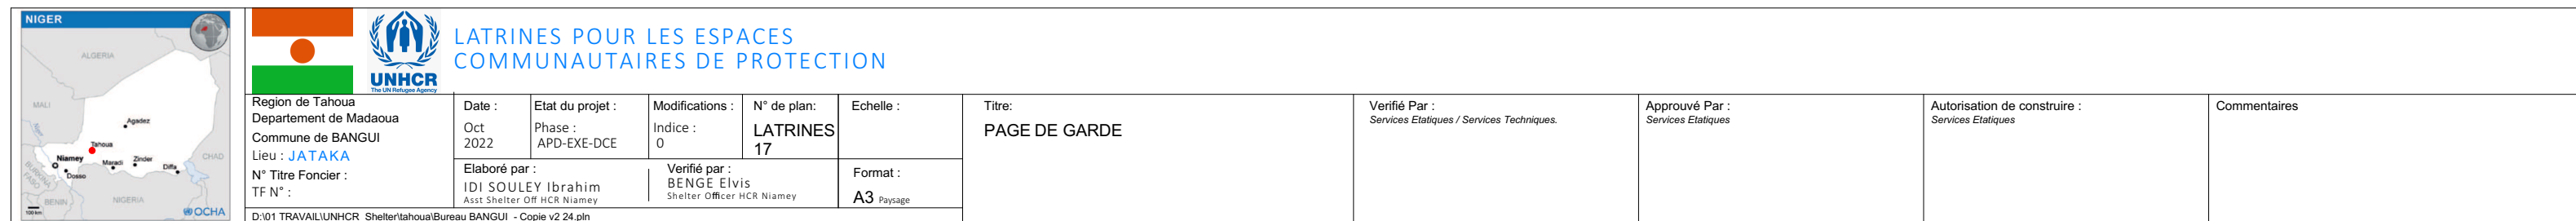 NIGER
ALGERIA
MALI
Niger
Agadez
Tahoua
Niamey
Maradi
Zinder
Diffa
CHAD
Dosso
BURKINA
FASO
BENIN
NIGERIA
100 km
OCHA
UNHCR
The UN Refugee Agency
LATRINES POUR LES ESPACES
COMMUNAUTAIRES DE PROTECTION
Region de Tahoua
Departement de Madaoua
Commune de BANGUI
Lieu : JATAKA
N° Titre Foncier :
TF N° :
Date :
Oct
2022
Etat du projet :
Phase :
APD-EXE-DCE
Modifications :
Indice :
0
N° de plan:
LATRINES
17
Echelle :
Elaboré par :
IDI SOULEY Ibrahim
Asst Shelter Off HCR Niamey
Verifié par :
BENGE Elvis
Shelter Officer HCR Niamey
Format :
A3 Paysage
D:\01 TRAVAIL\UNHCR_Shelter\tahoua\Bureau BANGUI - Copie v2 24.pln
Titre:
PAGE DE GARDE
Verifié Par :
Services Etatiques / Services Techniques.
Approuvé Par :
Services Etatiques
Autorisation de construire :
Services Etatiques
Commentaires